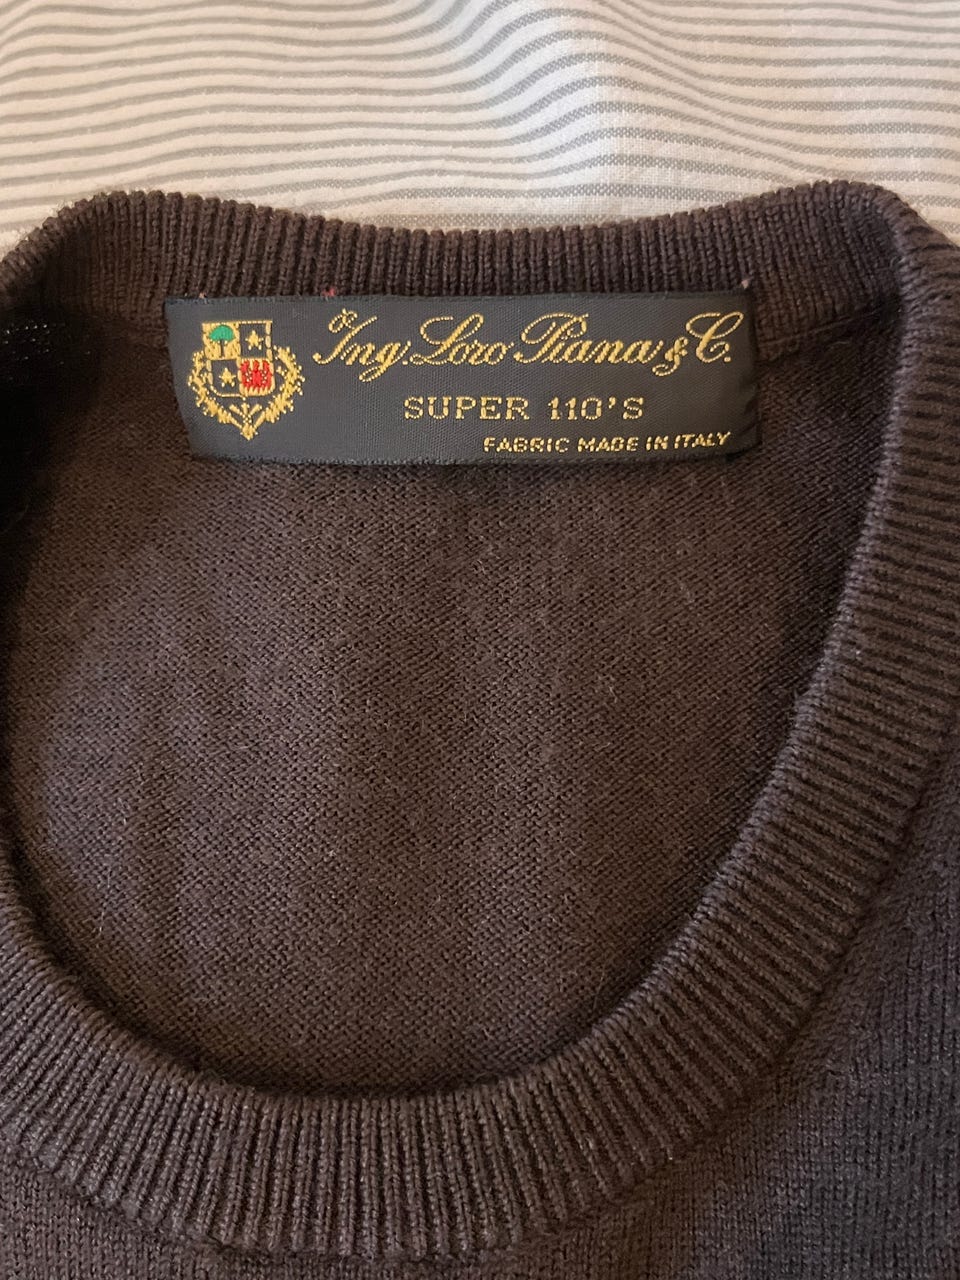 Ing Loro Piana & C.
SUPER 110'S
FABRIC MADE IN ITALY